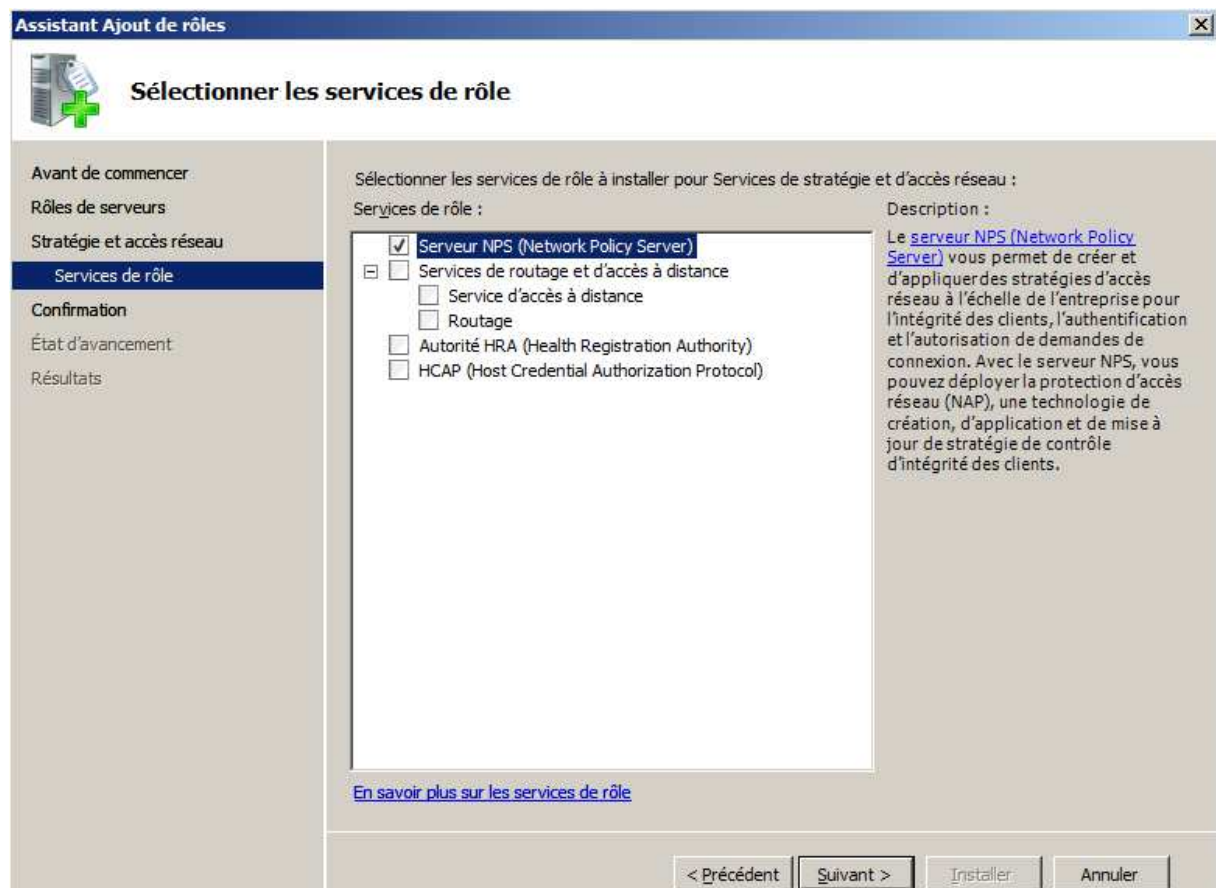 Assistant Ajout de rôles
Sélectionner les services de rôle
Avant de commencer
Rôles de serveurs
Stratégie et accès réseau
Services de rôle
Confirmation
État d'avancement
Résultats
Sélectionner les services de rôle à installer pour Services de stratégie et d'accès réseau :
Services de rôle :
Serveur NPS (Network Policy Server)
Services de routage et d'accès à distance
Service d'accès à distance
Routage
Autorité HRA (Health Registration Authority)
HCAP (Host Credential Authorization Protocol)
En savoir plus sur les services de rôle
Description :
Le serveur NPS (Network Policy
Server) vous permet de créer et
d'appliquer des stratégies d'accès
réseau à l'échelle de l'entreprise pour
l'intégrité des clients, l'authentification
et l'autorisation de demandes de
connexion. Avec le serveur NPS, vous
pouvez déployer la protection d'accès
réseau (NAP), une technologie de
création, d'application et de mise à
jour de stratégie de contrôle
d'intégrité des clients.
< Précédent
Suivant >
Installer
Annuler